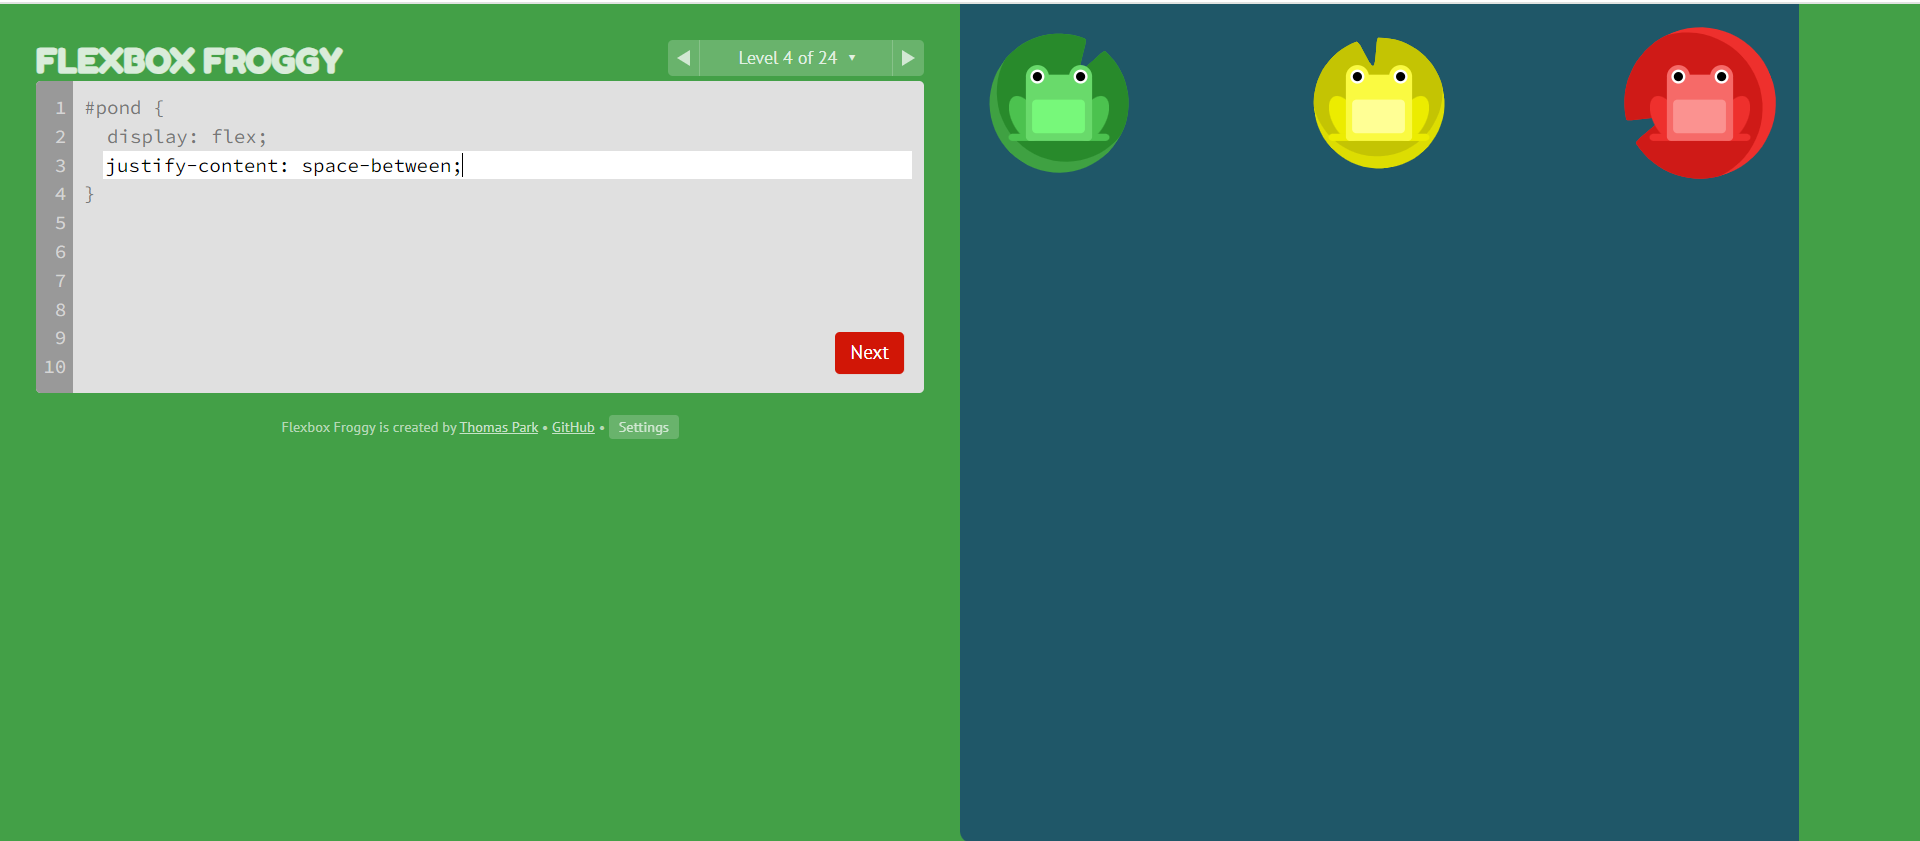 FLEXBOX FROGGY
◀ Level 4 of 24 ▼ ▶
1 #pond {
2   display: flex;
3   justify-content: space-between;
4 }
5
6
7
8
9
10
Next
Flexbox Froggy is created by Thomas Park • GitHub • Settings